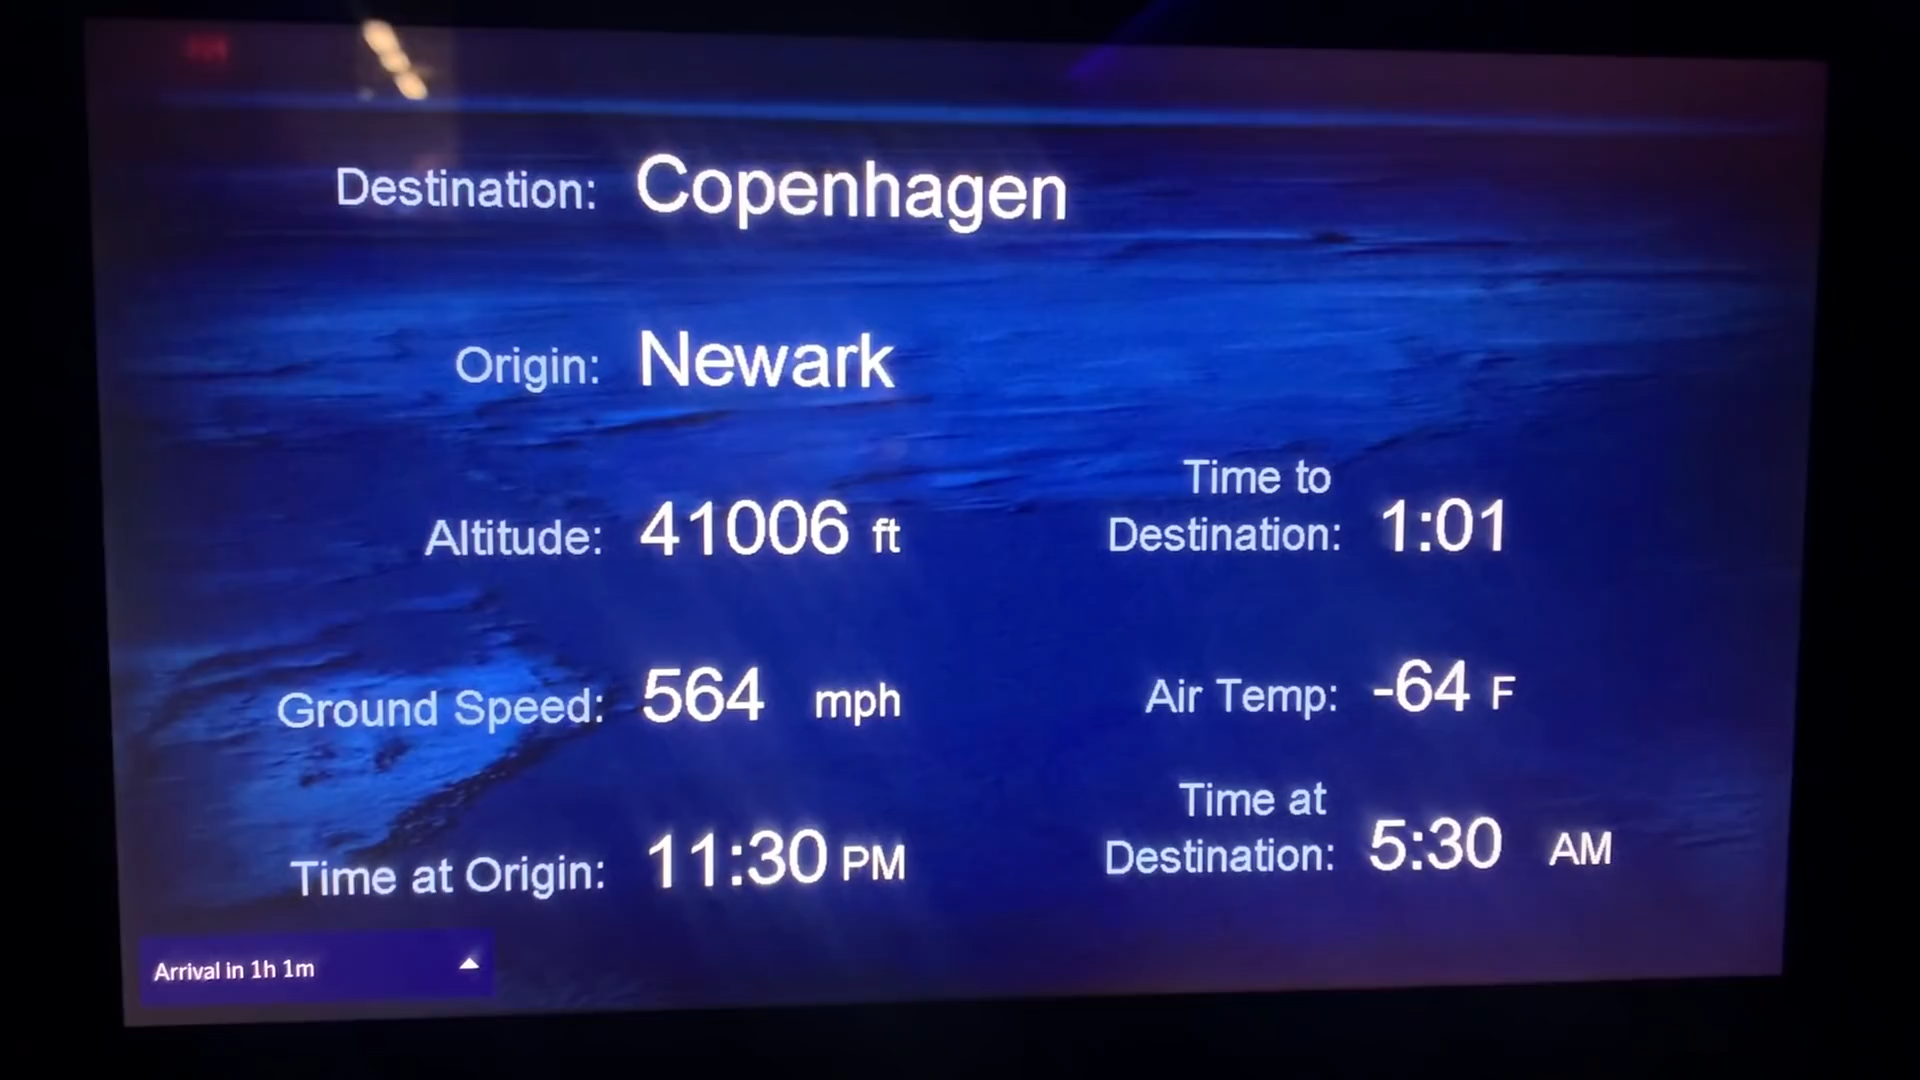 Destination: Copenhagen
Origin: Newark
Altitude: 41006 ft
Time to
Destination: 1:01
Ground Speed: 564 mph
Air Temp: -64 F
Time at Origin: 11:30 PM
Time at
Destination: 5:30 AM
Arrival in 1h 1m